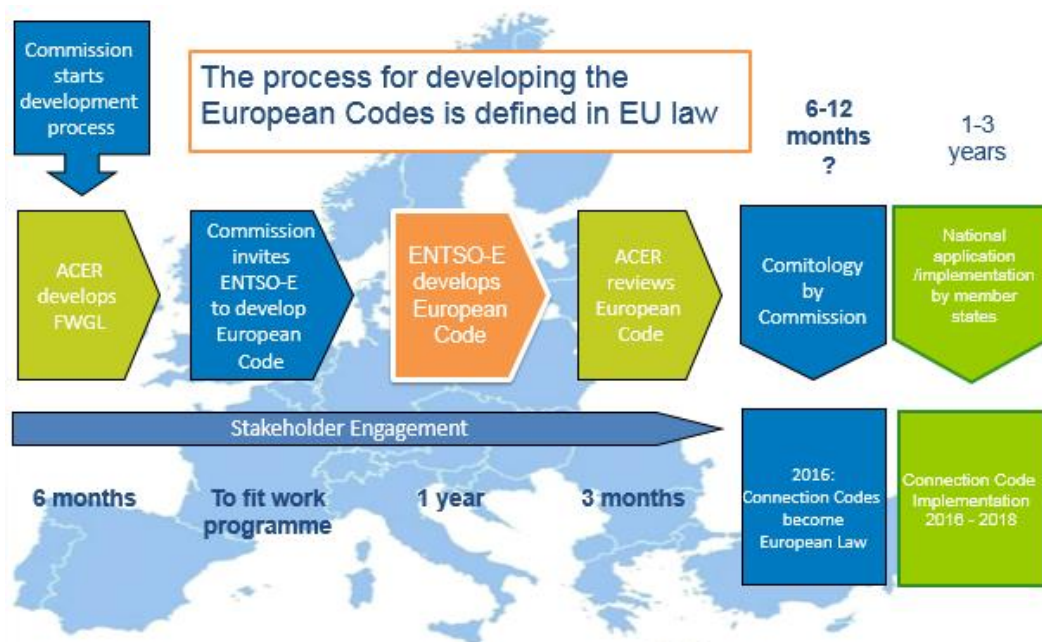 Commission
starts
development
process
The process for developing the
European Codes is defined in EU law
6-12
months
?
1-3
years
ACER
develops
FWGL
Commission
invites
ENTSO-E
to develop
European
Code
ENTSO-E
develops
European
Code
ACER
reviews
European
Code
Comitology
by
Commission
National
application
/implementation
by member
states
Stakeholder Engagement
6 months
To fit work
programme
1 year
3 months
2016:
Connection Codes
become
European Law
Connection Code
Implementation
2016 - 2018